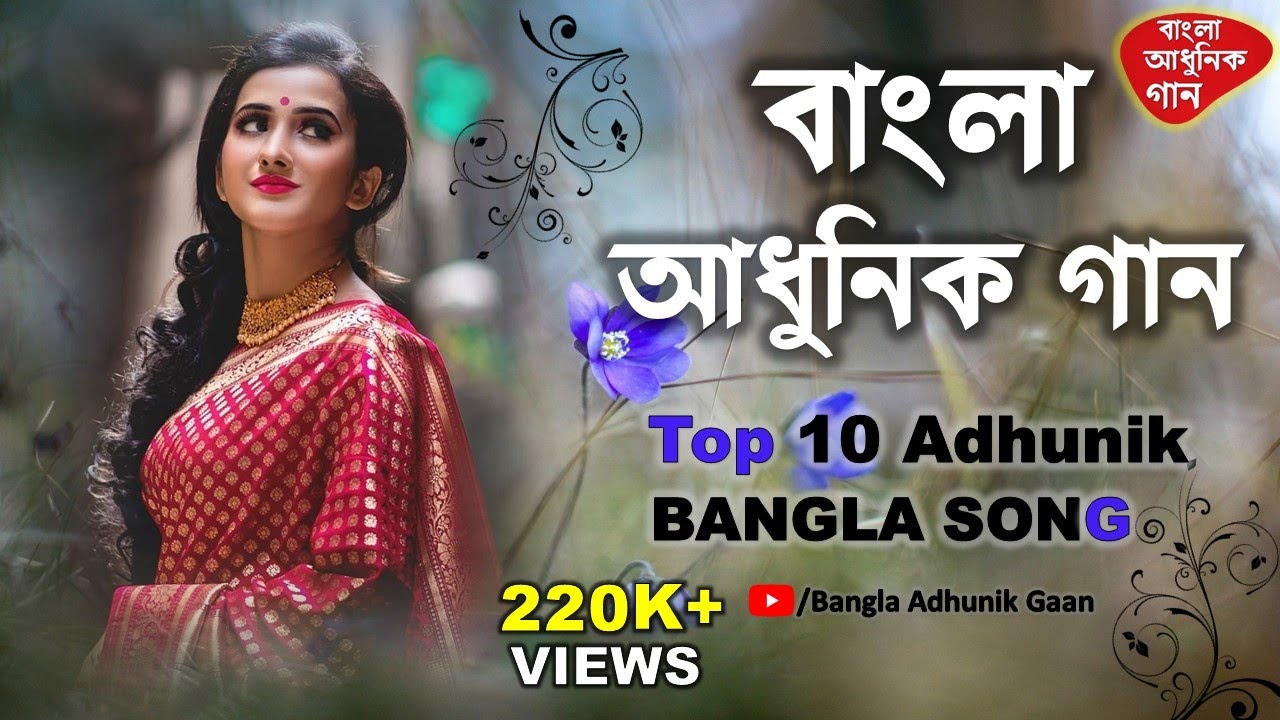 বাংলা
আধুনিক
গান
বাংলা
আধুনিক গান
Top 10 Adhunik
BANGLA SONG
220K+
VIEWS
/Bangla Adhunik Gaan